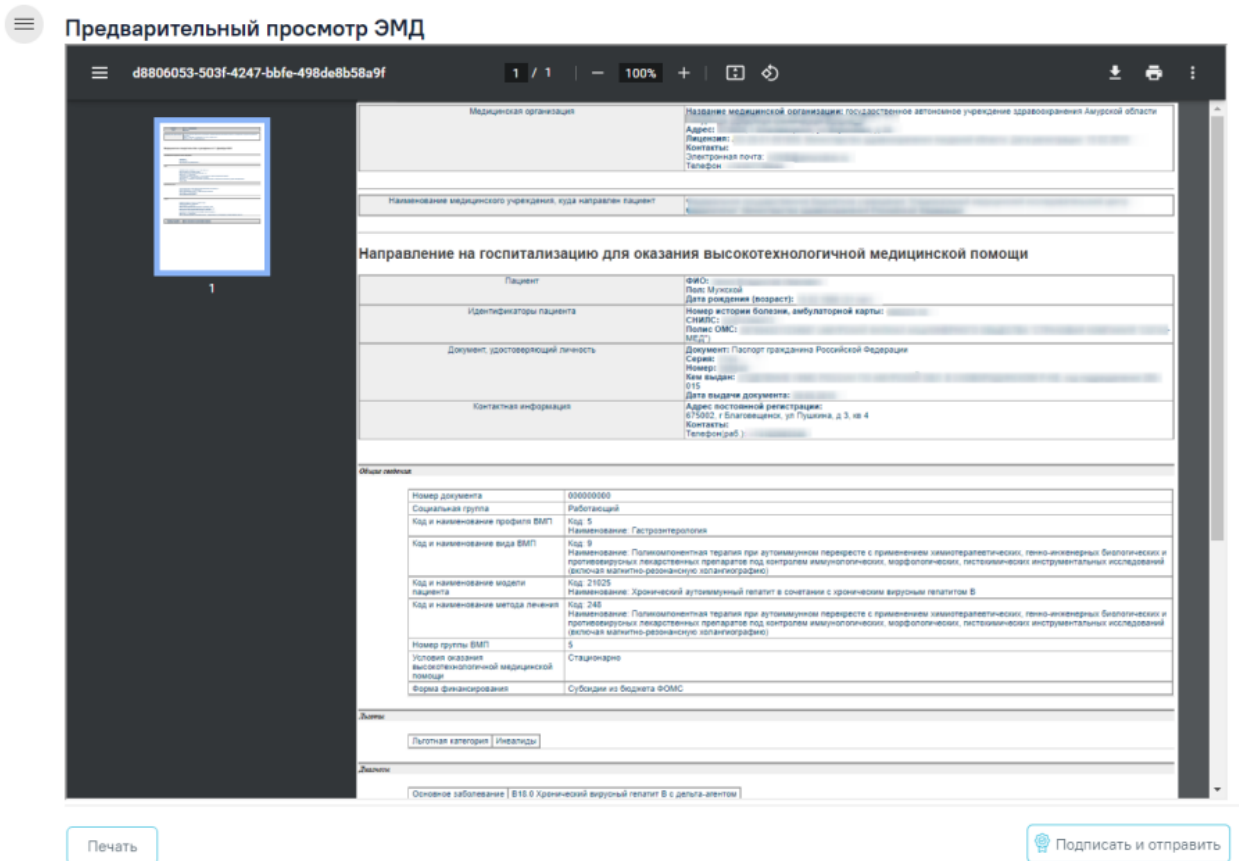 Предварительный просмотр ЭМД
d8806053-503f-4247-bbfe-498de8b58a9f
1 / 1
100%
1
Медицинская организация
Название медицинской организации: государственное автономное учреждение здравоохранения Амурской области
Адрес:
Лицензия:
Контакты:
Электронная почта:
Телефон
Наименование медицинского учреждения, куда направлен пациент
Направление на госпитализацию для оказания высокотехнологичной медицинской помощи
Пациент
ФИО:
Пол: Мужской
Дата рождения (возраст):
Идентификаторы пациента
Номер истории болезни, амбулаторной карты:
СНИЛС:
Полис ОМС:
МЕД")
Документ, удостоверяющий личность
Документ: Паспорт гражданина Российской Федерации
Серия:
Номер:
Кем выдан:
015
Дата выдачи документа:
Контактная информация
Адрес постоянной регистрации:
675002, г Благовещенск, ул Пушкина, д 3, кв 4
Контакты:
Телефон(раб.):
Общие сведения
Номер документа 000000000
Социальная группа Работающий
Код и наименование профиля ВМП Код: 5
Наименование: Гастроэнтерология
Код и наименование вида ВМП Код: 9
Наименование: Поликомпонентная терапия при аутоиммунном перекресте с применением химиотерапевтических, генно-инженерных биологических и
противовирусных лекарственных препаратов под контролем иммунологических, морфологических, гистохимических инструментальных исследований
(включая магнитно-резонансную холангиографию)
Код и наименование модели Код: 21025
пациента Наименование: Хронический аутоиммунный гепатит в сочетании с хроническим вирусным гепатитом B
Код и наименование метода лечения Код: 248
Наименование: Поликомпонентная терапия при аутоиммунном перекресте с применением химиотерапевтических, генно-инженерных биологических и
противовирусных лекарственных препаратов под контролем иммунологических, морфологических, гистохимических инструментальных исследований
(включая магнитно-резонансную холангиографию)
Номер группы ВМП 5
Условия оказания Стационарно
высокотехнологичной медицинской
помощи
Форма финансирования Субсидии из бюджета ФОМС
Льготы
Льготная категория Инвалиды
Диагнозы
Основное заболевание B18.0 Хронический вирусный гепатит B с дельта-агентом
Печать
Подписать и отправить